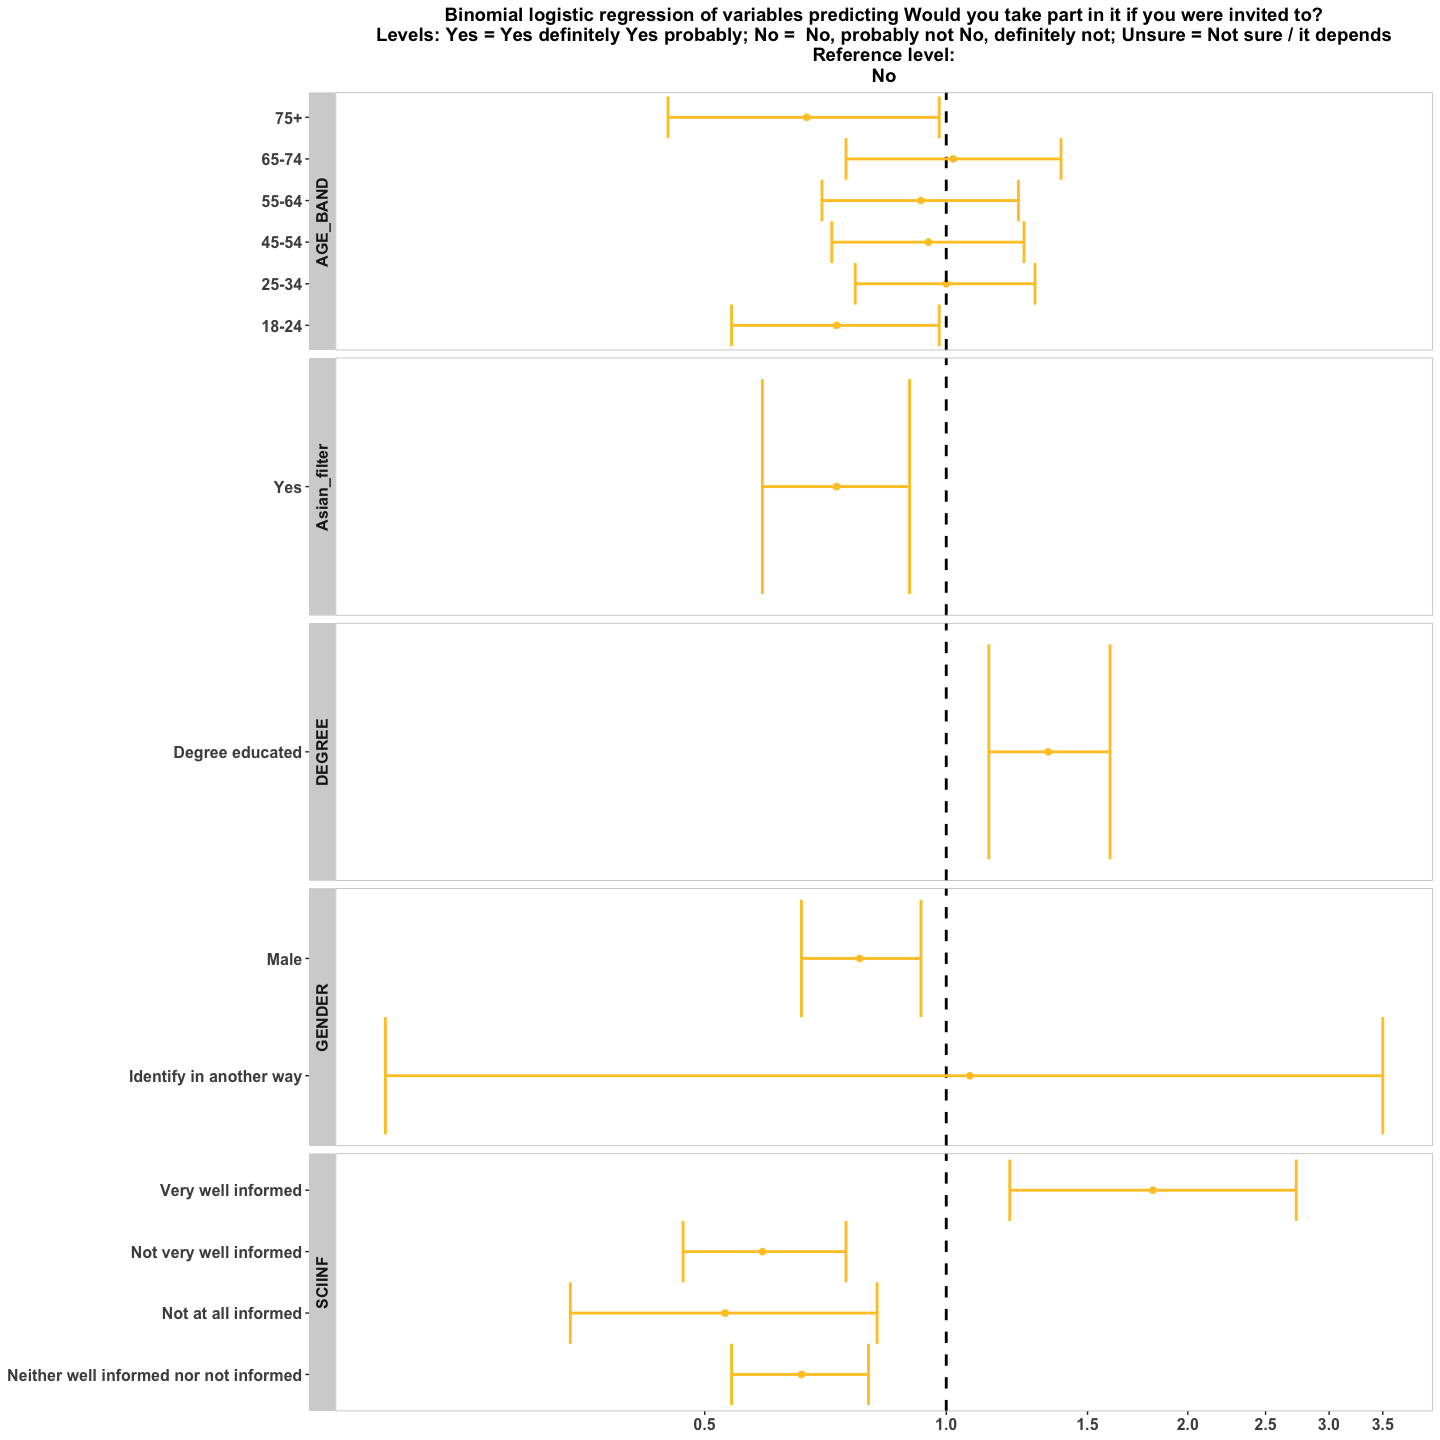 Binomial logistic regression of variables predicting Would you take part in it if you were invited to?
Levels: Yes = Yes definitely Yes probably; No =  No, probably not No, definitely not; Unsure = Not sure / it depends
Reference level:
No
AGE_BAND
75+
65-74
55-64
45-54
25-34
18-24
Asian_filter
Yes
DEGREE
Degree educated
GENDER
Male
Identify in another way
SCIINF
Very well informed
Not very well informed
Not at all informed
Neither well informed nor not informed
0.5 1.0 1.5 2.0 2.5 3.0 3.5